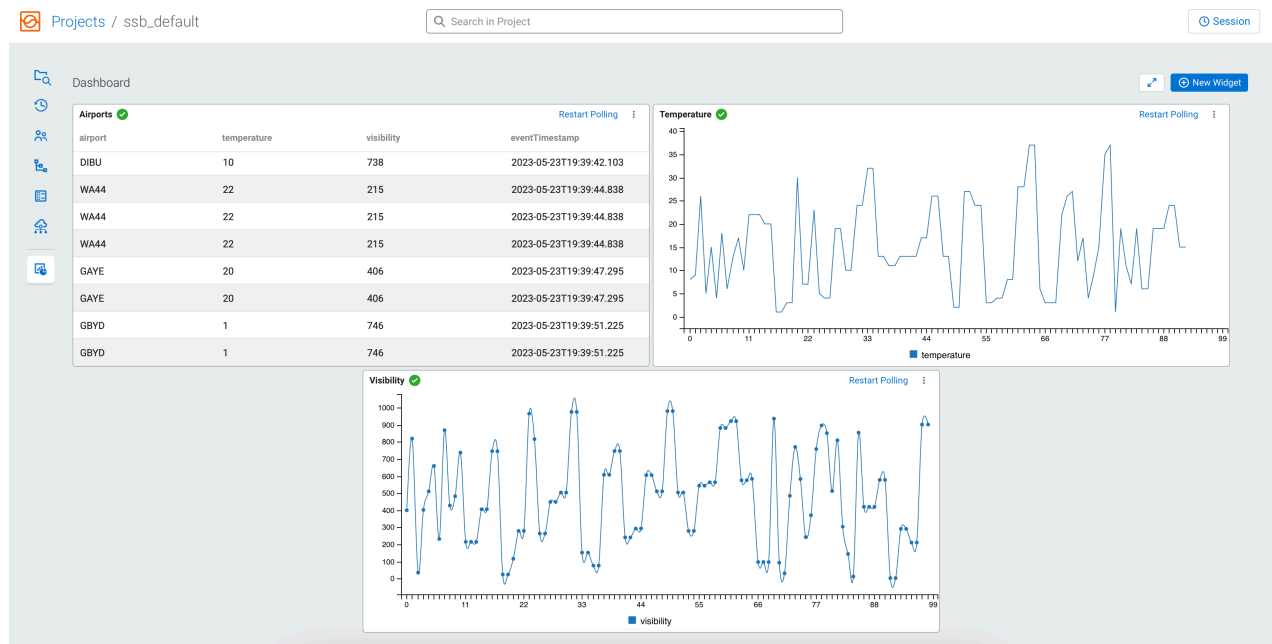 Projects / ssb_default
Search in Project
Session
Dashboard
New Widget
Airports
Restart Polling
airport temperature visibility eventTimestamp
DIBU 10 738 2023-05-23T19:39:42.103
WA44 22 215 2023-05-23T19:39:44.838
WA44 22 215 2023-05-23T19:39:44.838
WA44 22 215 2023-05-23T19:39:44.838
GAYE 20 406 2023-05-23T19:39:47.295
GAYE 20 406 2023-05-23T19:39:47.295
GBYD 1 746 2023-05-23T19:39:51.225
GBYD 1 746 2023-05-23T19:39:51.225
Temperature
Restart Polling
40
35
30
25
20
15
10
5
0
0 11 22 33 44 55 66 77 88 99
temperature
Visibility
Restart Polling
1000
900
800
700
600
500
400
300
200
100
0
0 11 22 33 44 55 66 77 88 99
visibility